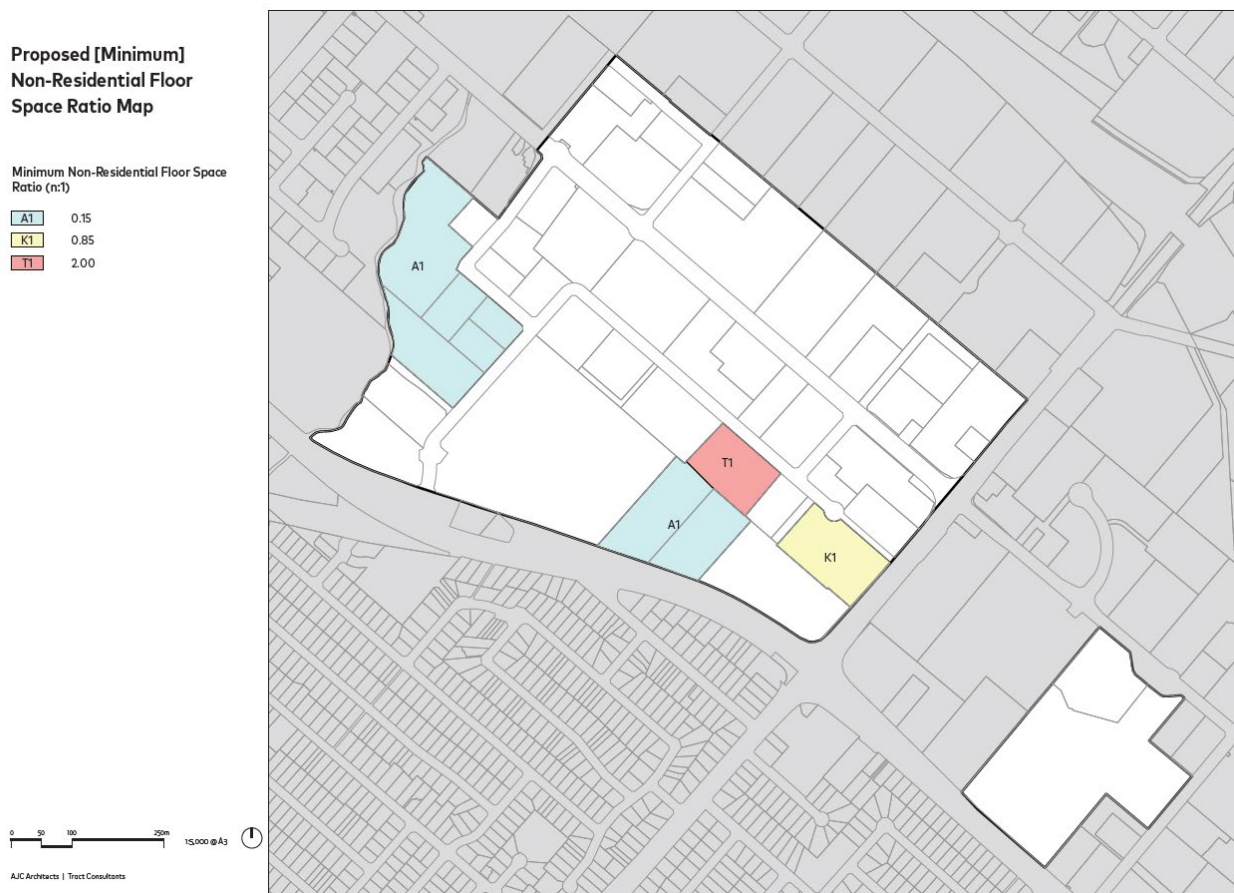 Proposed [Minimum]
Non-Residential Floor
Space Ratio Map
Minimum Non-Residential Floor Space
Ratio (n:1)
A1 0.15
K1 0.85
T1 2.00
A1
T1
A1
K1
0 50 100 250m
1:5,000 @A3
AJC Architects | Tract Consultants